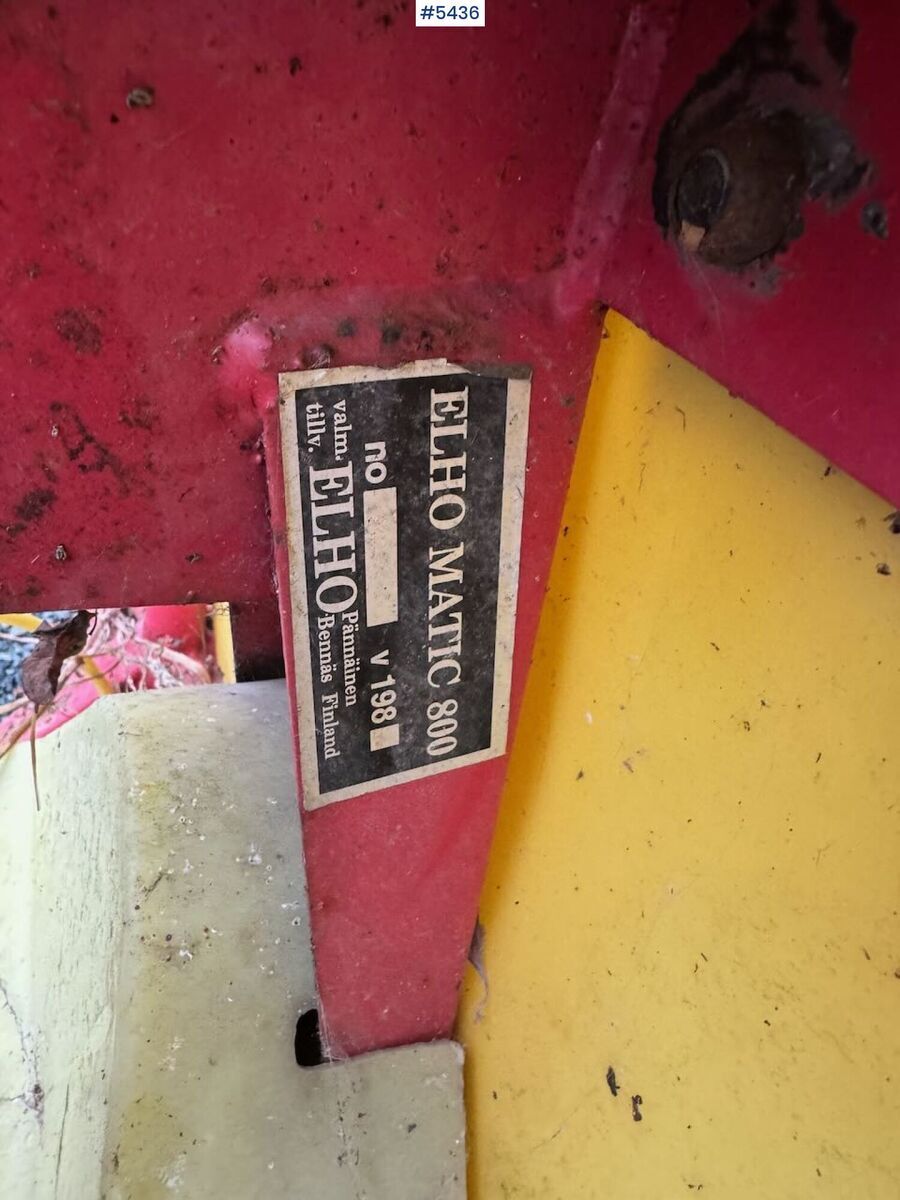 #5436
ELHO MATIC 800
no v 198
valm. ELHO Pännäinen
tillv. Bennäs Finland